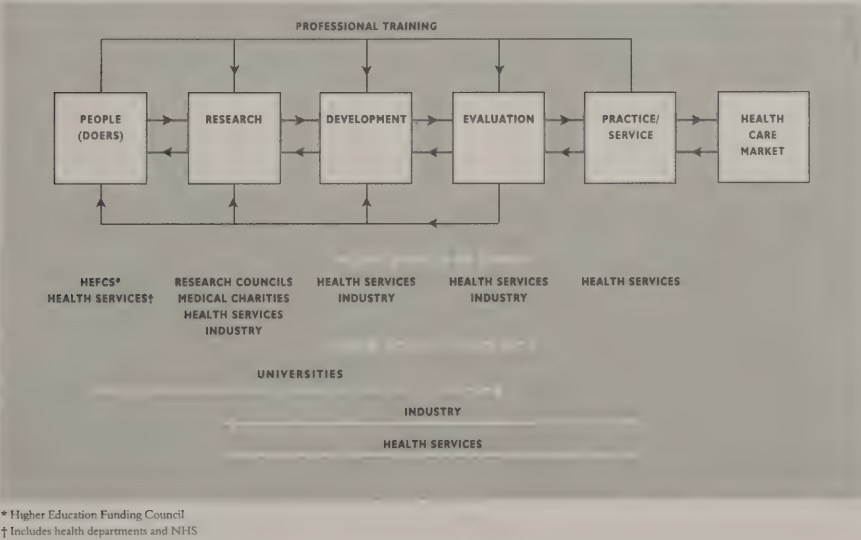 PROFESSIONAL TRAINING
PEOPLE
(DOERS)
RESEARCH
DEVELOPMENT
EVALUATION
PRACTICE/
SERVICE
HEALTH
CARE
MARKET
HEFCS*
HEALTH SERVICES†
RESEARCH COUNCILS
MEDICAL CHARITIES
HEALTH SERVICES
INDUSTRY
HEALTH SERVICES
INDUSTRY
HEALTH SERVICES
INDUSTRY
HEALTH SERVICES
UNIVERSITIES
INDUSTRY
HEALTH SERVICES
* Higher Education Funding Council
† Includes health departments and NHS